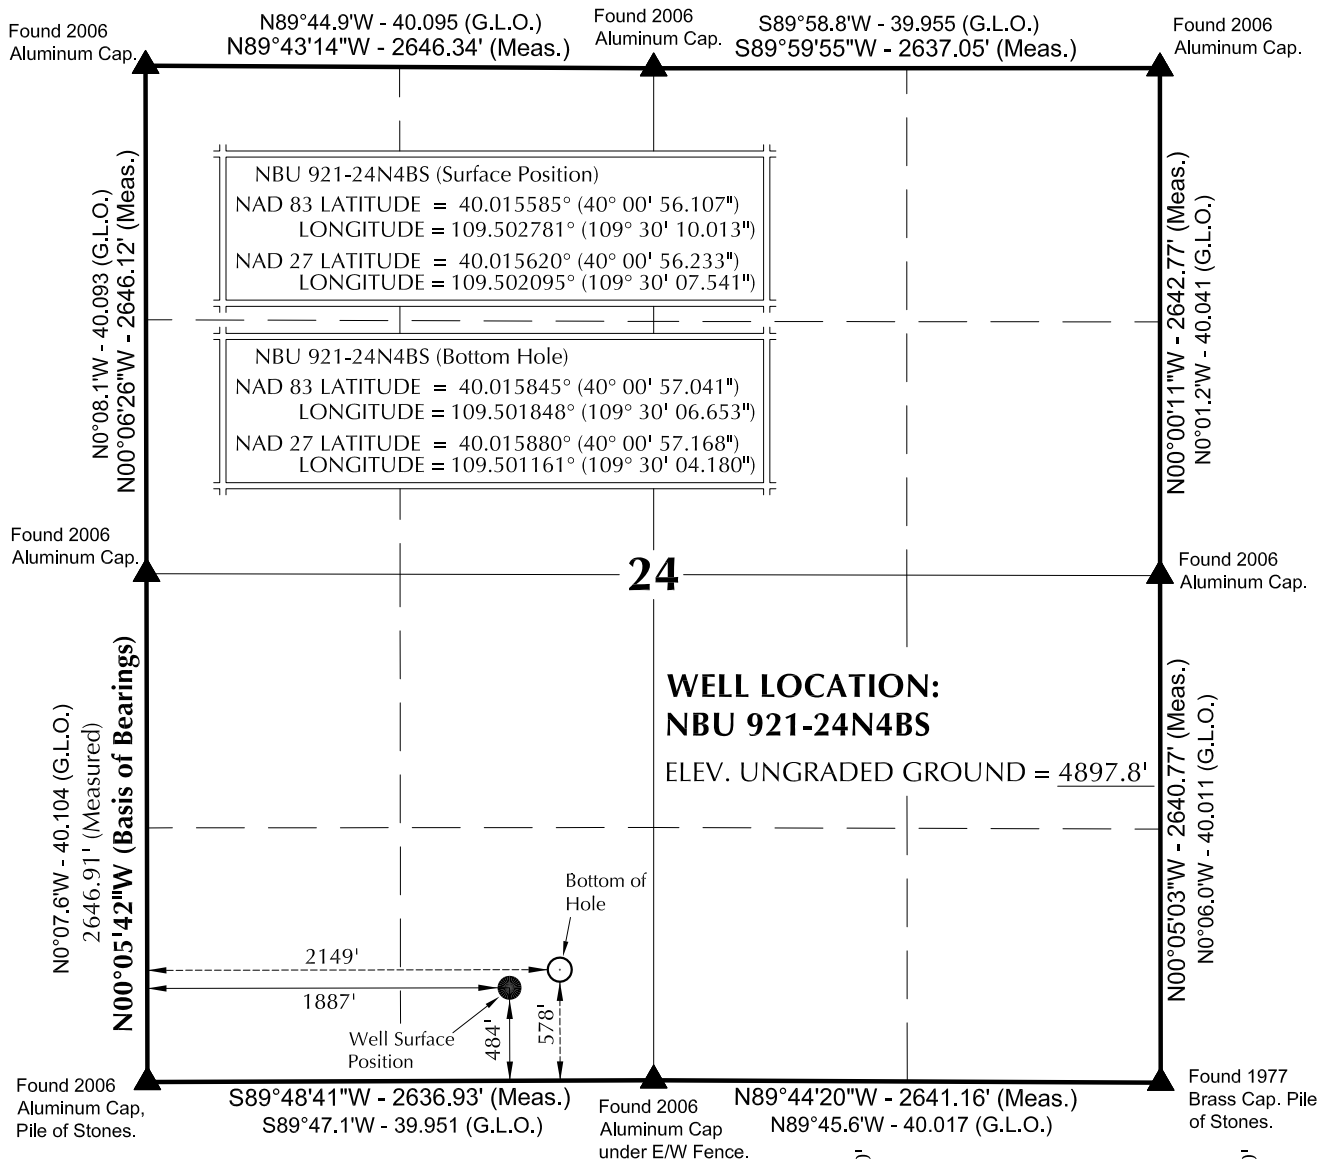 Found 2006
Aluminum Cap.
N89°44.9'W - 40.095 (G.L.O.)
N89°43'14"W - 2646.34' (Meas.)
Found 2006
Aluminum Cap.
S89°58.8'W - 39.955 (G.L.O.)
S89°59'55"W - 2637.05' (Meas.)
Found 2006
Aluminum Cap.
N0°08.1'W - 40.093 (G.L.O.)
N00°06'26"W - 2646.12' (Meas.)
NBU 921-24N4BS (Surface Position)
NAD 83 LATITUDE = 40.015585° (40° 00' 56.107")
LONGITUDE = 109.502781° (109° 30' 10.013")
NAD 27 LATITUDE = 40.015620° (40° 00' 56.233")
LONGITUDE = 109.502095° (109° 30' 07.541")
NBU 921-24N4BS (Bottom Hole)
NAD 83 LATITUDE = 40.015845° (40° 00' 57.041")
LONGITUDE = 109.501848° (109° 30' 06.653")
NAD 27 LATITUDE = 40.015880° (40° 00' 57.168")
LONGITUDE = 109.501161° (109° 30' 04.180")
N00°00'11"W - 2642.77' (Meas.)
N0°01.2'W - 40.041 (G.L.O.)
Found 2006
Aluminum Cap.
24
Found 2006
Aluminum Cap.
N0°07.6'W - 40.104 (G.L.O.)
2646.91' (Measured)
N00°05'42"W (Basis of Bearings)
WELL LOCATION:
NBU 921-24N4BS
ELEV. UNGRADED GROUND = 4897.8'
N00°05'03"W - 2640.77' (Meas.)
N0°06.0'W - 40.011 (G.L.O.)
Bottom of
Hole
2149'
1887'
Well Surface
Position
484'
578'
Found 2006
Aluminum Cap,
Pile of Stones.
S89°48'41"W - 2636.93' (Meas.)
S89°47.1'W - 39.951 (G.L.O.)
Found 2006
Aluminum Cap
under E/W Fence.
N89°44'20"W - 2641.16' (Meas.)
N89°45.6'W - 40.017 (G.L.O.)
Found 1977
Brass Cap. Pile
of Stones.